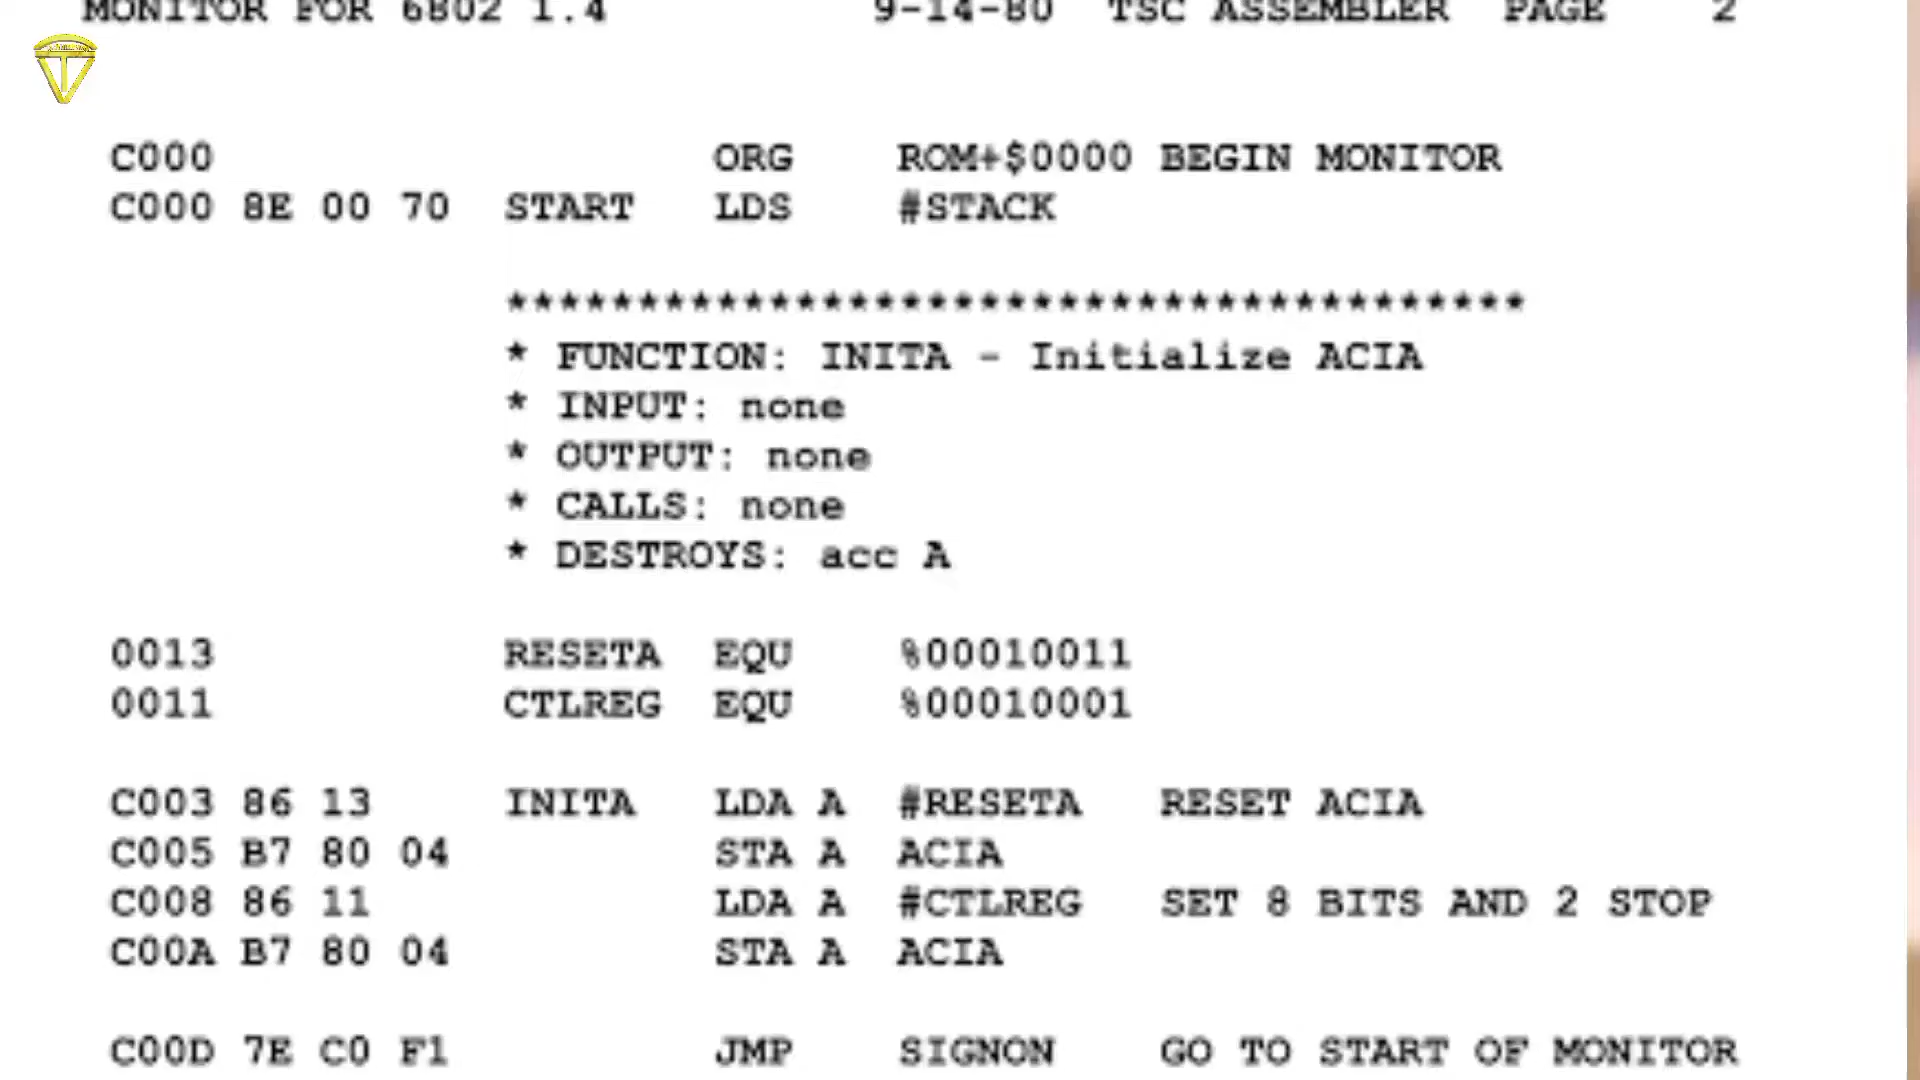 MONITOR FOR 6802 1.4 9-14-80 TSC ASSEMBLER PAGE 2
C000 ORG ROM+$0000 BEGIN MONITOR
C000 8E 00 70 START LDS #STACK
***************************************
* FUNCTION: INITA - Initialize ACIA
* INPUT: none
* OUTPUT: none
* CALLS: none
* DESTROYS: acc A
0013 RESETA EQU %00010011
0011 CTLREG EQU %00010001
C003 86 13 INITA LDA A #RESETA RESET ACIA
C005 B7 80 04 STA A ACIA
C008 86 11 LDA A #CTLREG SET 8 BITS AND 2 STOP
C00A B7 80 04 STA A ACIA
C00D 7E C0 F1 JMP SIGNON GO TO START OF MONITOR